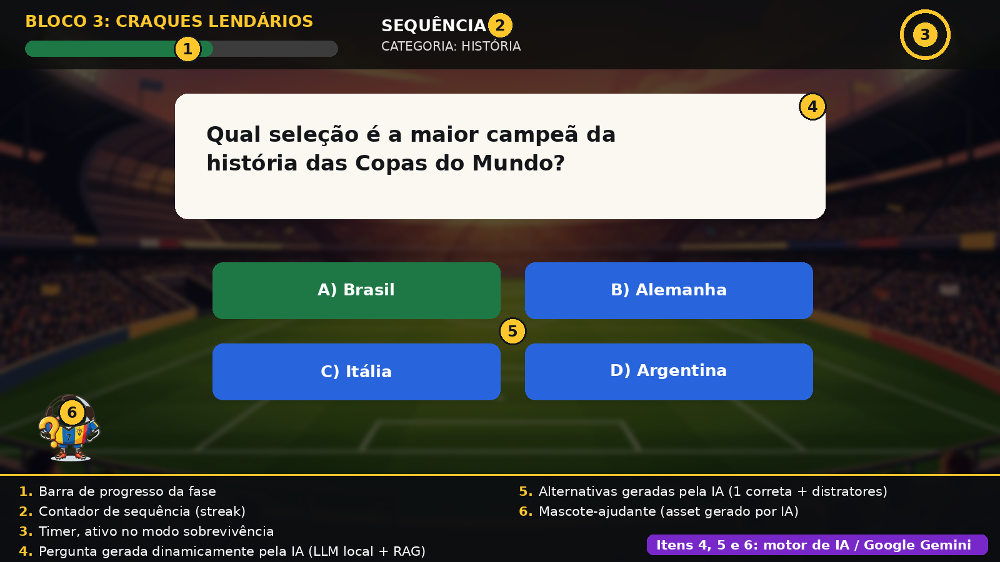 BLOCO 3: CRAQUES LENDÁRIOS
1
SEQUÊNCIA 2
CATEGORIA: HISTÓRIA
3
4
Qual seleção é a maior campeã da
história das Copas do Mundo?
A) Brasil
B) Alemanha
5
C) Itália
D) Argentina
6
?
7
1. Barra de progresso da fase
2. Contador de sequência (streak)
3. Timer, ativo no modo sobrevivência
4. Pergunta gerada dinamicamente pela IA (LLM local + RAG)
5. Alternativas geradas pela IA (1 correta + distratores)
6. Mascote-ajudante (asset gerado por IA)
Itens 4, 5 e 6: motor de IA / Google Gemini